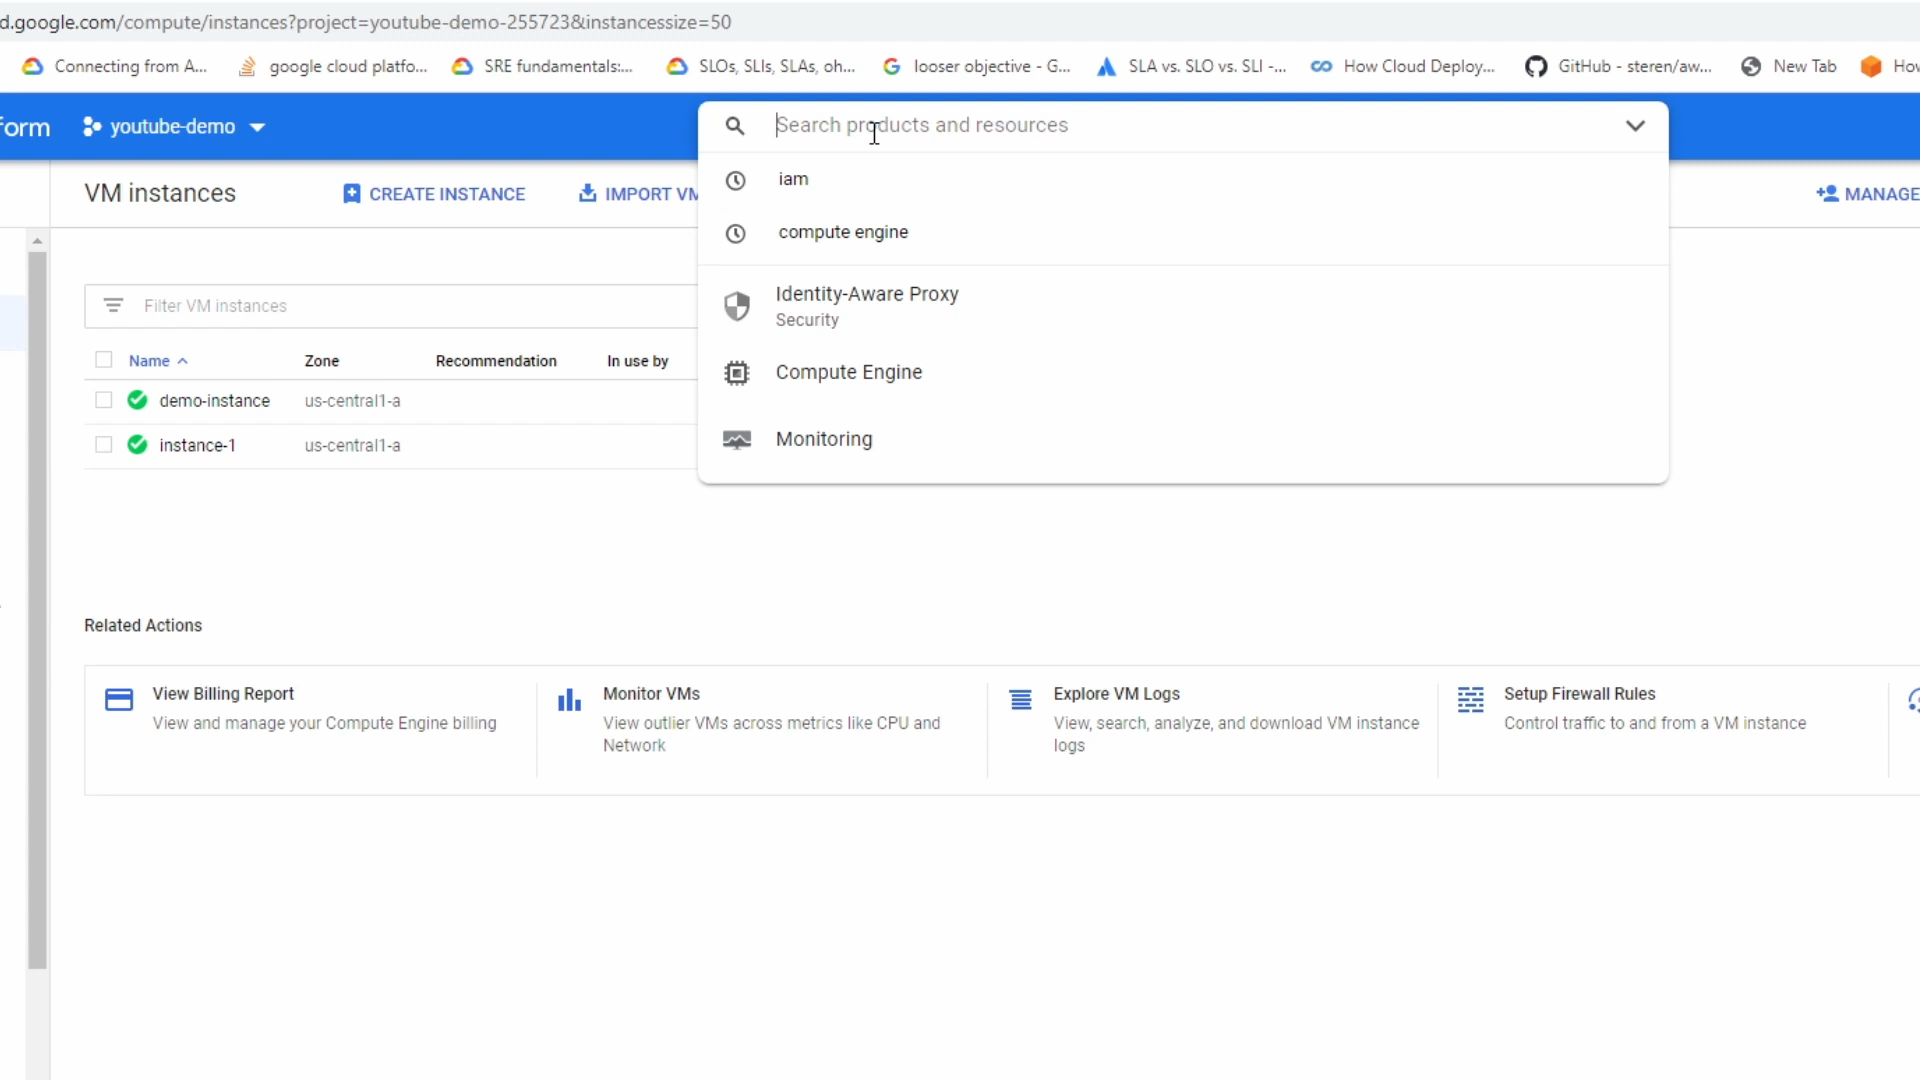 d.google.com/compute/instances?project=youtube-demo-255723&instancessize=50
Connecting from A...
google cloud platfo...
SRE fundamentals:...
SLOs, SLIs, SLAs, oh...
looser objective - G...
SLA vs. SLO vs. SLI -...
How Cloud Deploy...
GitHub - steren/aw...
New Tab
How
form
youtube-demo
Search products and resources
VM instances
CREATE INSTANCE
IMPORT VM
MANAGE
iam
compute engine
Identity-Aware Proxy
Security
Compute Engine
Monitoring
Filter VM instances
Name
Zone
Recommendation
In use by
demo-instance
us-central1-a
instance-1
us-central1-a
Related Actions
View Billing Report
View and manage your Compute Engine billing
Monitor VMs
View outlier VMs across metrics like CPU and
Network
Explore VM Logs
View, search, analyze, and download VM instance
logs
Setup Firewall Rules
Control traffic to and from a VM instance